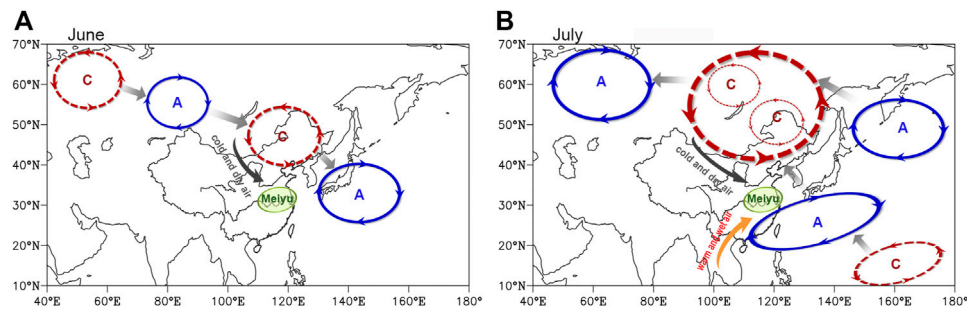 A
June
70°N
60°N
50°N
40°N
30°N
20°N
10°N
40°E
60°E
80°E
100°E
120°E
140°E
160°E
180°
C
A
C
A
cold and dry air
Meiyu
B
July
70°N
60°N
50°N
40°N
30°N
20°N
10°N
40°E
60°E
80°E
100°E
120°E
140°E
160°E
180°
A
C
C
A
cold and dry air
Meiyu
A
warm and wet air
C